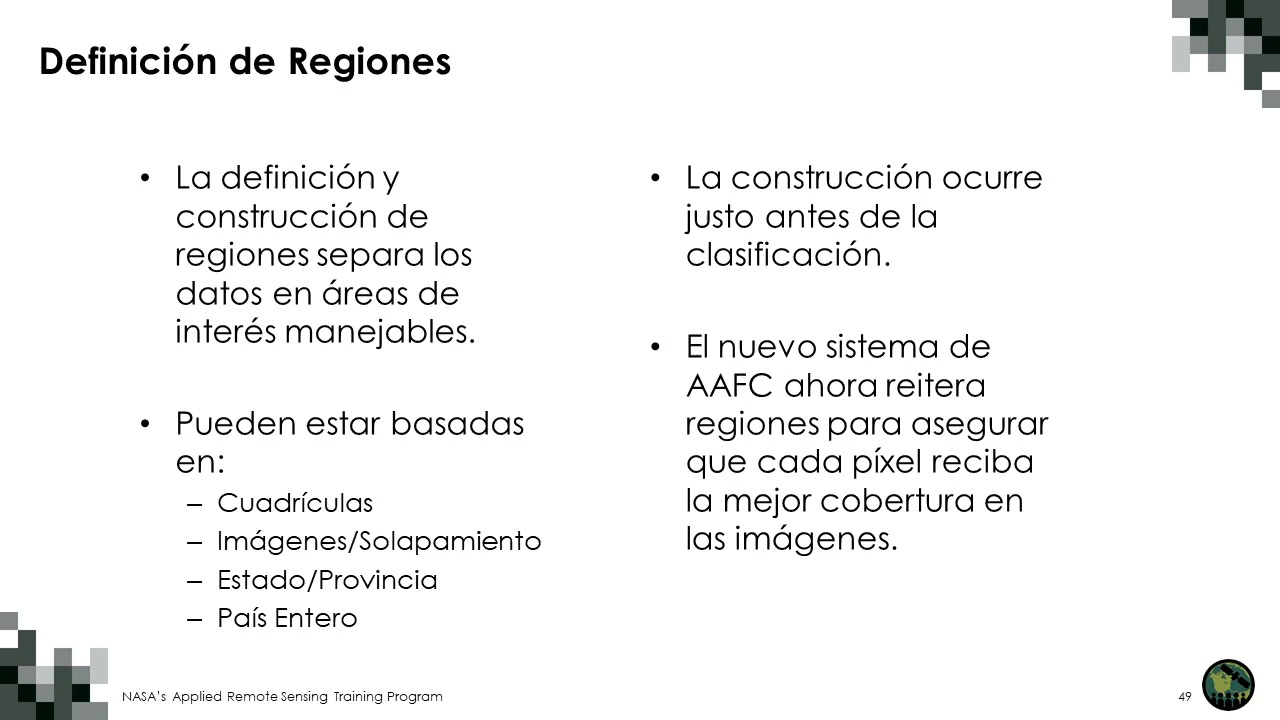 Definición de Regiones
• La definición y
construcción de
regiones separa los
datos en áreas de
interés manejables.
• Pueden estar basadas
en:
– Cuadrículas
– Imágenes/Solapamiento
– Estado/Provincia
– País Entero
• La construcción ocurre
justo antes de la
clasificación.
• El nuevo sistema de
AAFC ahora reitera
regiones para asegurar
que cada píxel reciba
la mejor cobertura en
las imágenes.
NASA's Applied Remote Sensing Training Program
49